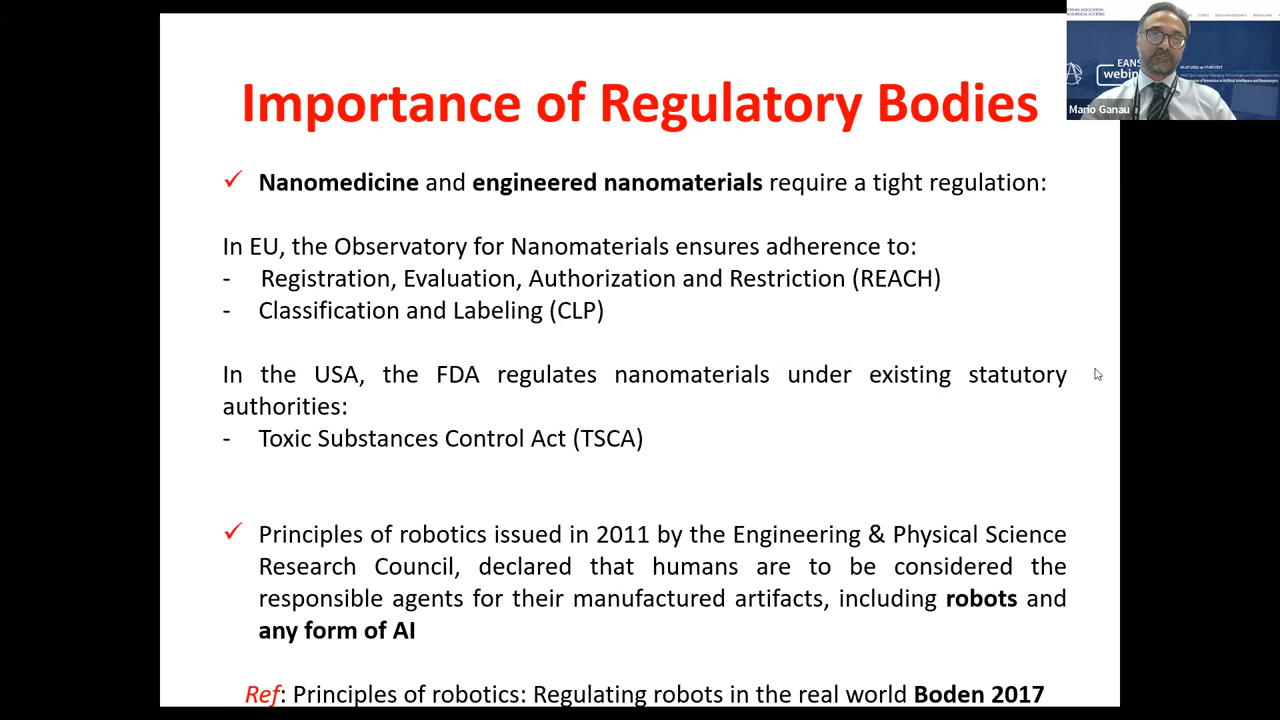 Importance of Regulatory Bodies
✓ Nanomedicine and engineered nanomaterials require a tight regulation:
In EU, the Observatory for Nanomaterials ensures adherence to:
- Registration, Evaluation, Authorization and Restriction (REACH)
- Classification and Labeling (CLP)
In the USA, the FDA regulates nanomaterials under existing statutory
authorities:
- Toxic Substances Control Act (TSCA)
✓ Principles of robotics issued in 2011 by the Engineering & Physical Science
Research Council, declared that humans are to be considered the
responsible agents for their manufactured artifacts, including robots and
any form of AI
Ref: Principles of robotics: Regulating robots in the real world Boden 2017
EANS
webin
Mario Ganau